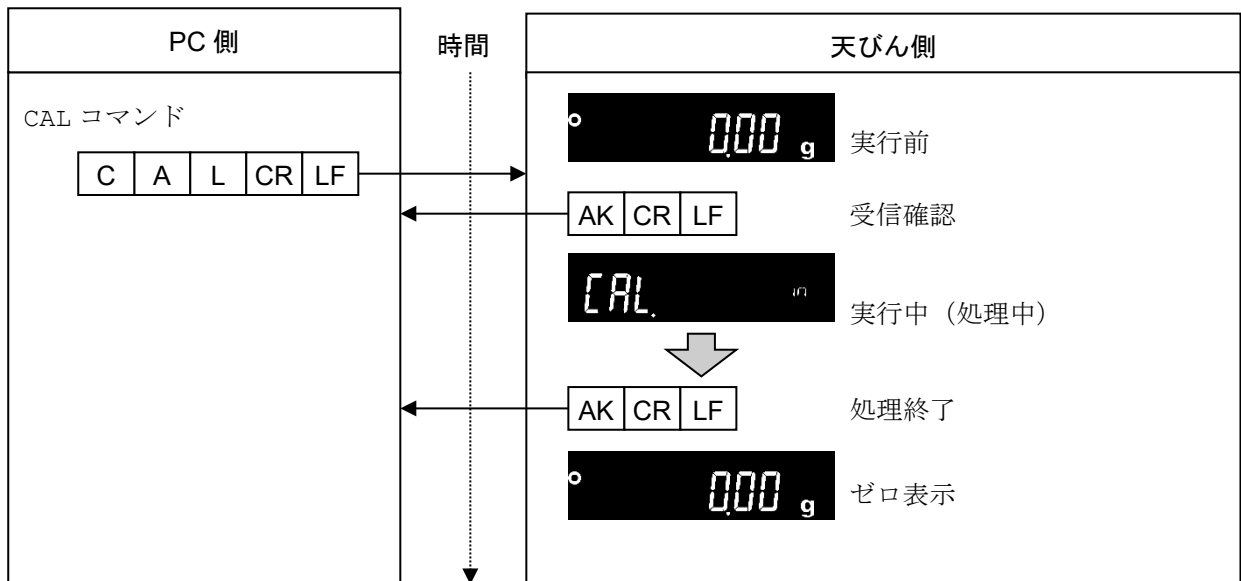 PC 側
時間
天びん側
CAL コマンド
0.00 g
実行前
C A L CR LF
AK CR LF
受信確認
CAL. in
実行中（処理中）
AK CR LF
処理終了
0.00 g
ゼロ表示